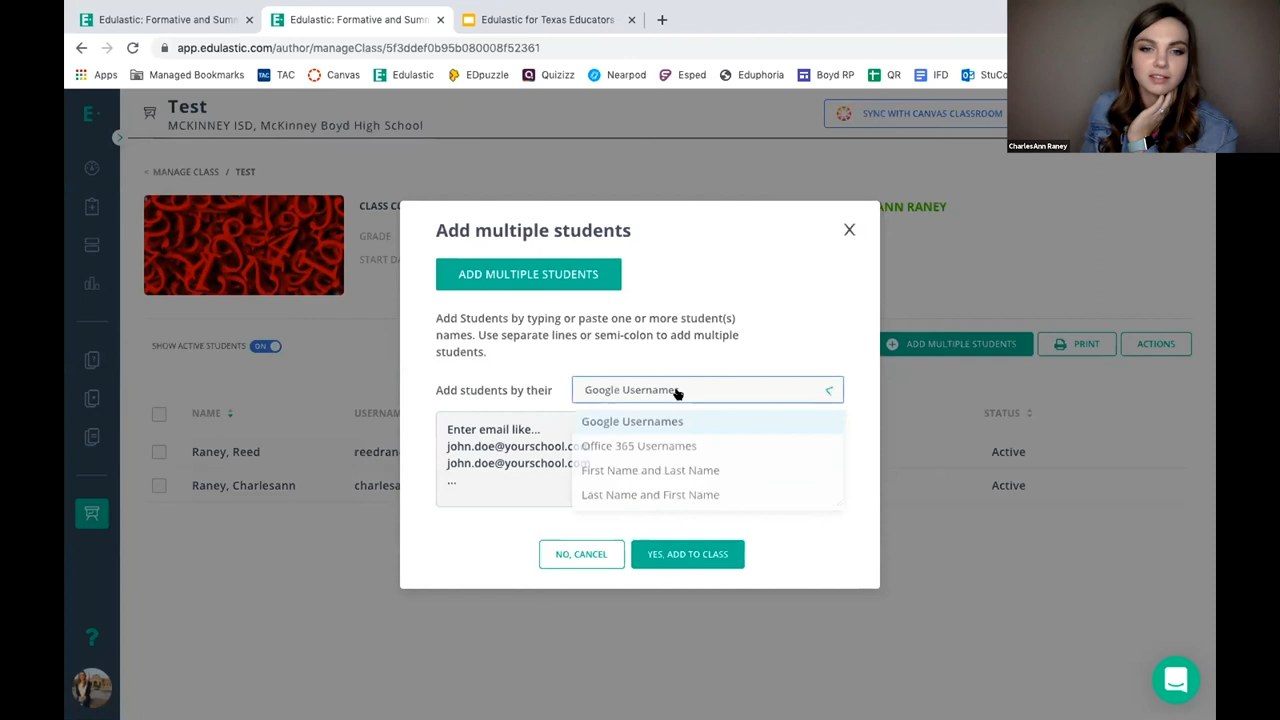 Edulastic: Formative and Summ
Edulastic: Formative and Summ
Edulastic for Texas Educators
app.edulastic.com/author/manageClass/5f3ddef0b95b080008f52361
Apps
Managed Bookmarks
TAC
TAC
Canvas
Edulastic
EDpuzzle
Quizizz
Nearpod
Esped
Euphoria
Boyd RP
QR
IFD
StuCo
CharlesAnn Raney
E
Test
MCKINNEY ISD, McKinney Boyd High School
SYNC WITH CANVAS CLASSROOM
< MANAGE CLASS / TEST
CLASS CO
ANN RANEY
GRADE
START DA
Add multiple students
ADD MULTIPLE STUDENTS
Add Students by typing or paste one or more student(s)
names. Use separate lines or semi-colon to add multiple
students.
SHOW ACTIVE STUDENTS
ON
ADD MULTIPLE STUDENTS
PRINT
ACTIONS
Add students by their
Google Usernames
NAME
USERNAM
STATUS
Enter email like...
john.doe@yourschool.com
john.doe@yourschool.com
...
Google Usernames
Office 365 Usernames
First Name and Last Name
Last Name and First Name
Raney, Reed
reedran
Active
Raney, Charlesann
charlesa
Active
NO, CANCEL
YES, ADD TO CLASS
?